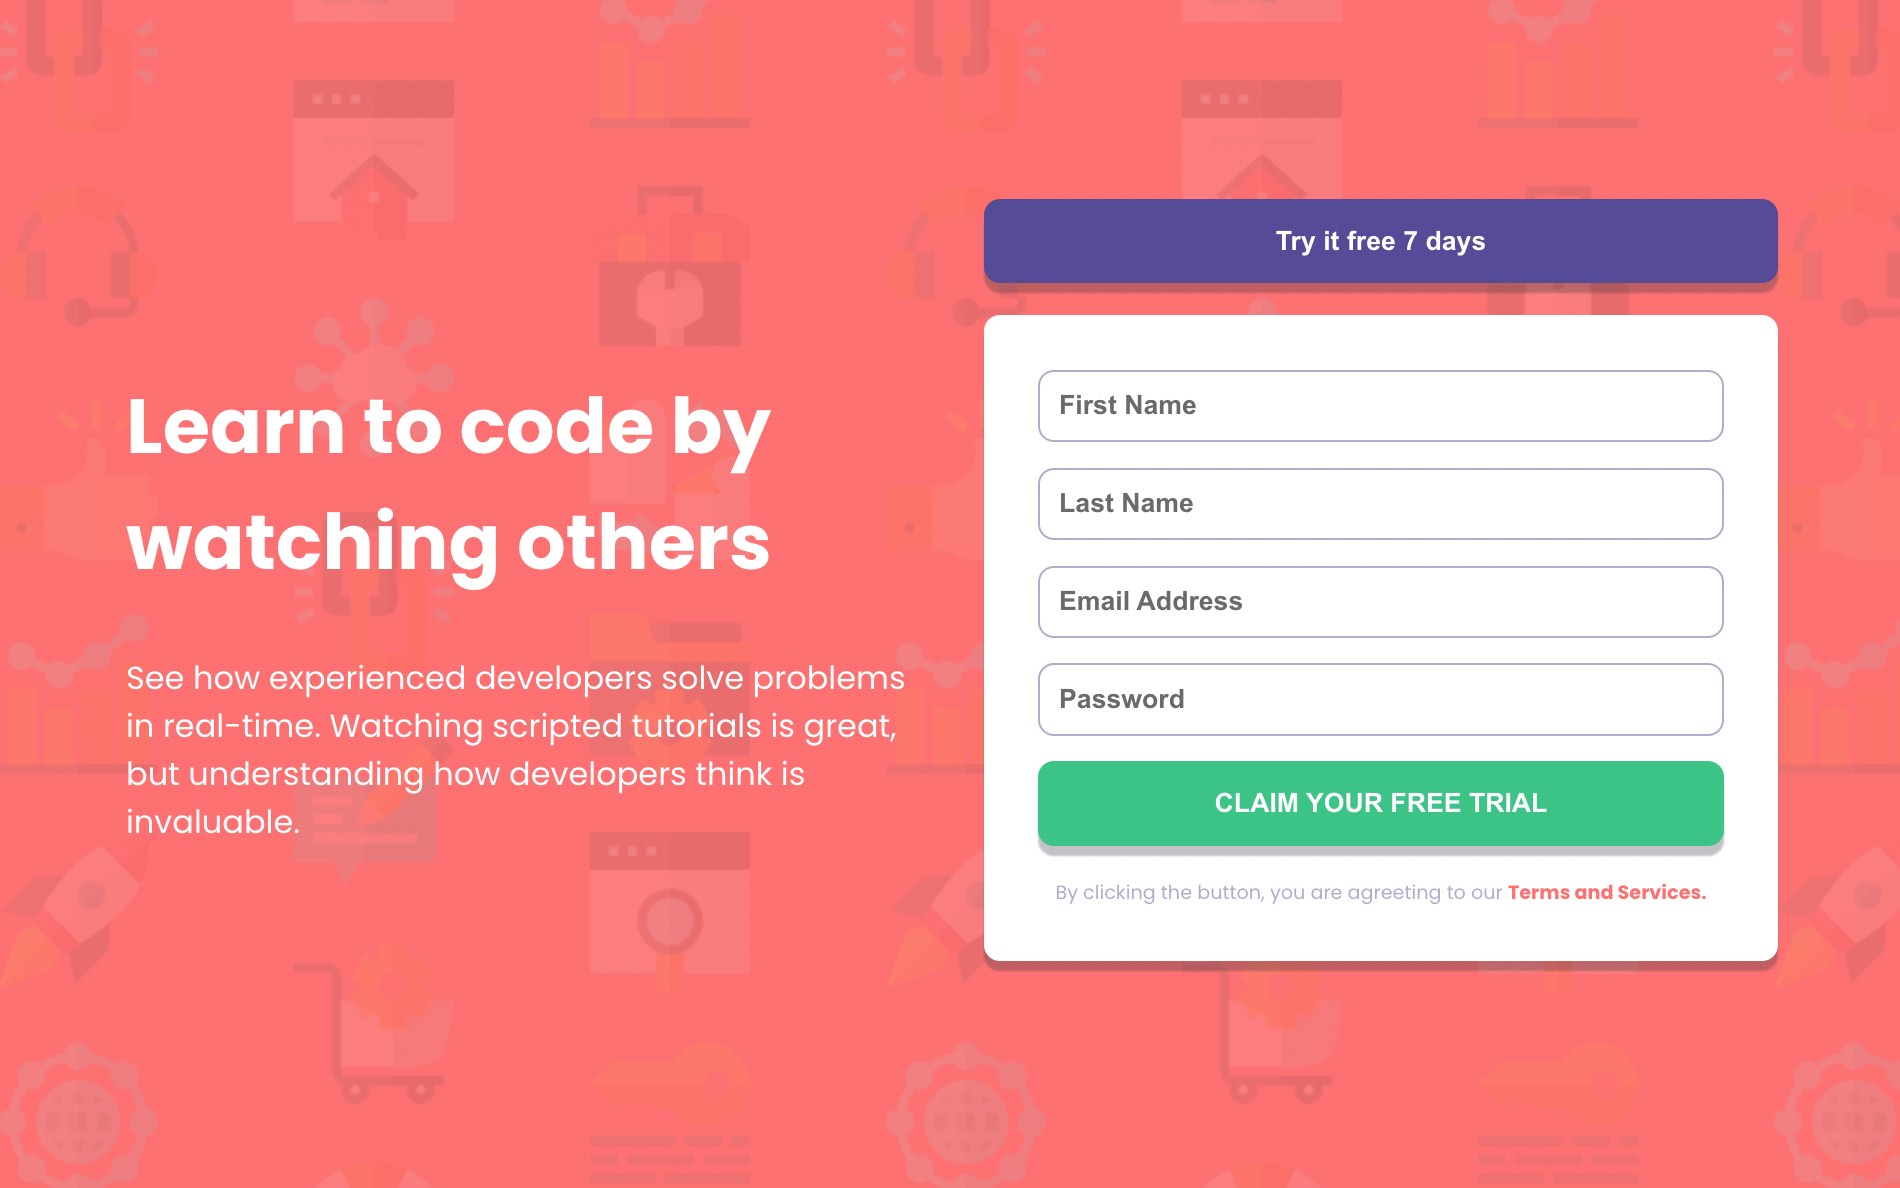 Learn to code by
watching others
See how experienced developers solve problems
in real-time. Watching scripted tutorials is great,
but understanding how developers think is
invaluable.
Try it free 7 days
First Name
Last Name
Email Address
Password
CLAIM YOUR FREE TRIAL
By clicking the button, you are agreeing to our Terms and Services.